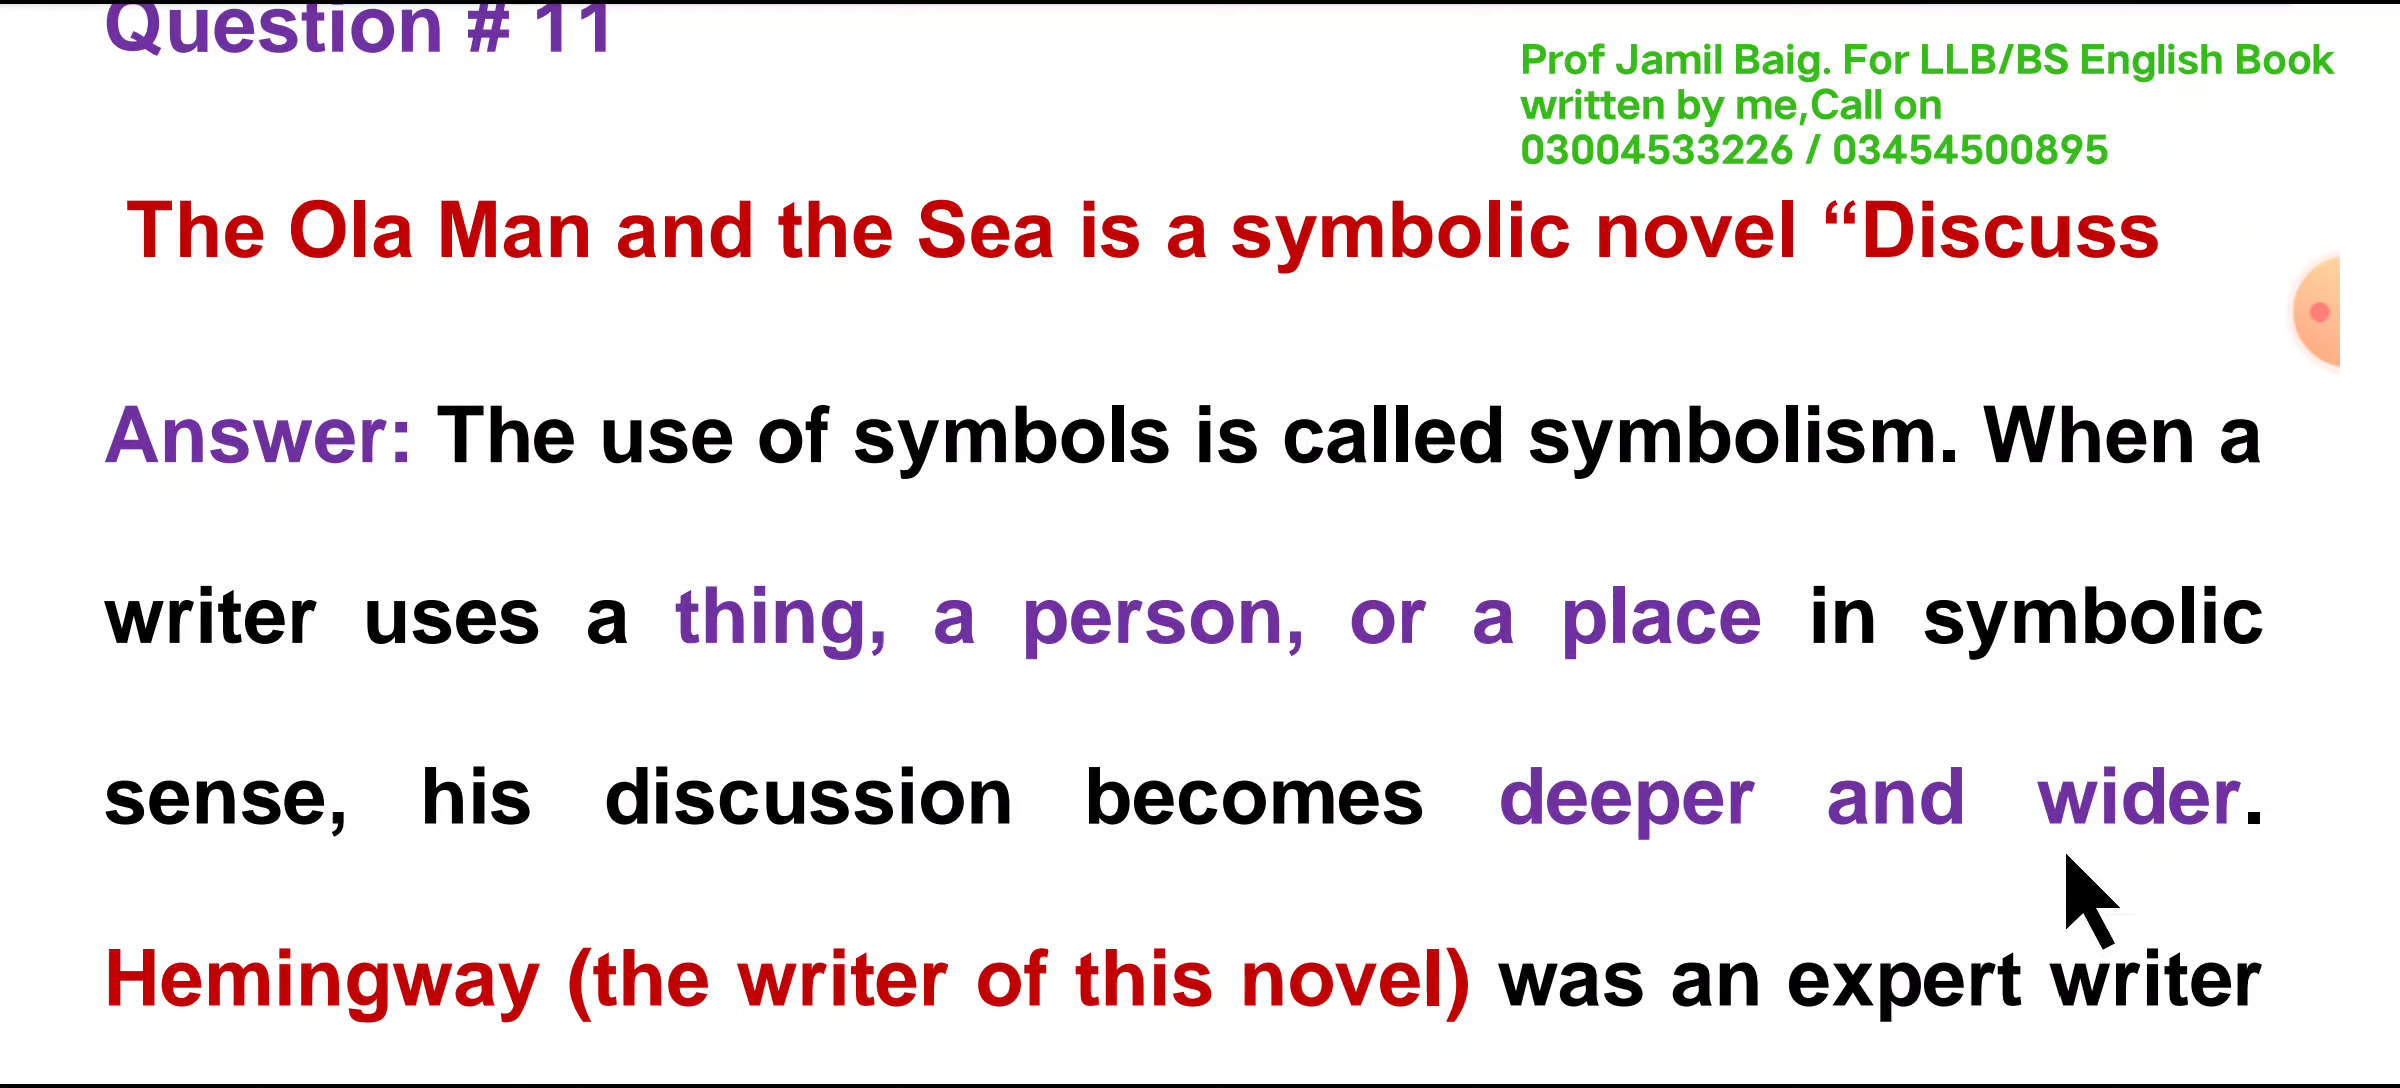 Question # 11
Prof Jamil Baig. For LLB/BS English Book
written by me,Call on
03004533226 / 03454500895
The Ola Man and the Sea is a symbolic novel “Discuss
Answer: The use of symbols is called symbolism. When a
writer uses a thing, a person, or a place in symbolic
sense, his discussion becomes deeper and wider.
Hemingway (the writer of this novel) was an expert writer